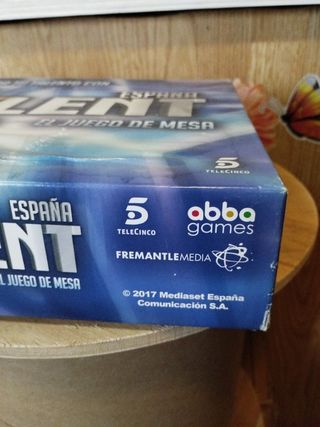 ESPAÑA
LENT
EL JUEGO DE MESA
5
TELECINCO
ESPAÑA
ENT
EL JUEGO DE MESA
5
TELECINCO
abba
games
FREMANTLEMEDIA
© 2017 Mediaset España
Comunicación S.A.